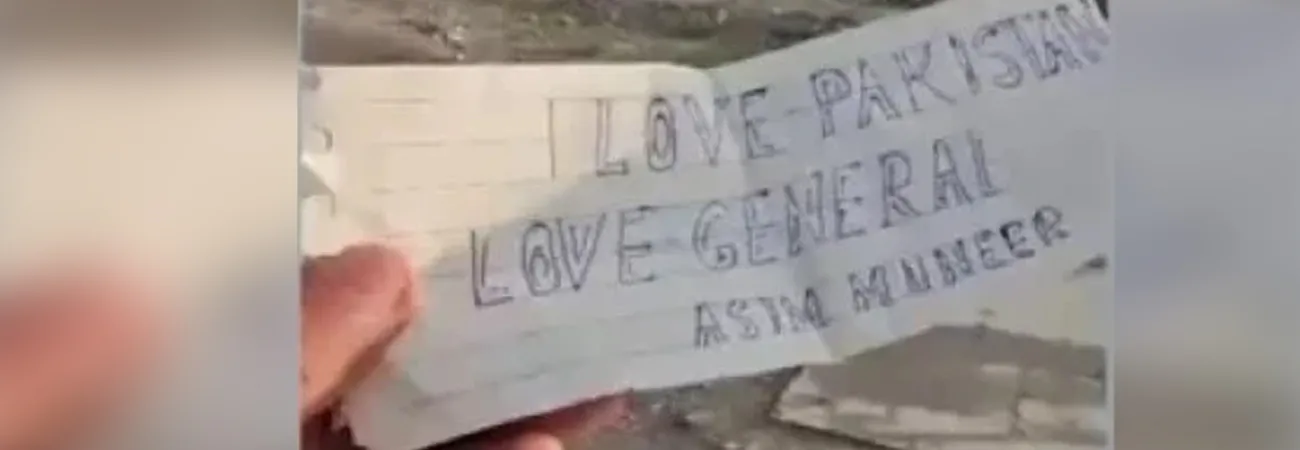 I LOVE-PAKISTAN
LOVE-GENERAL
ASIM MUNEER